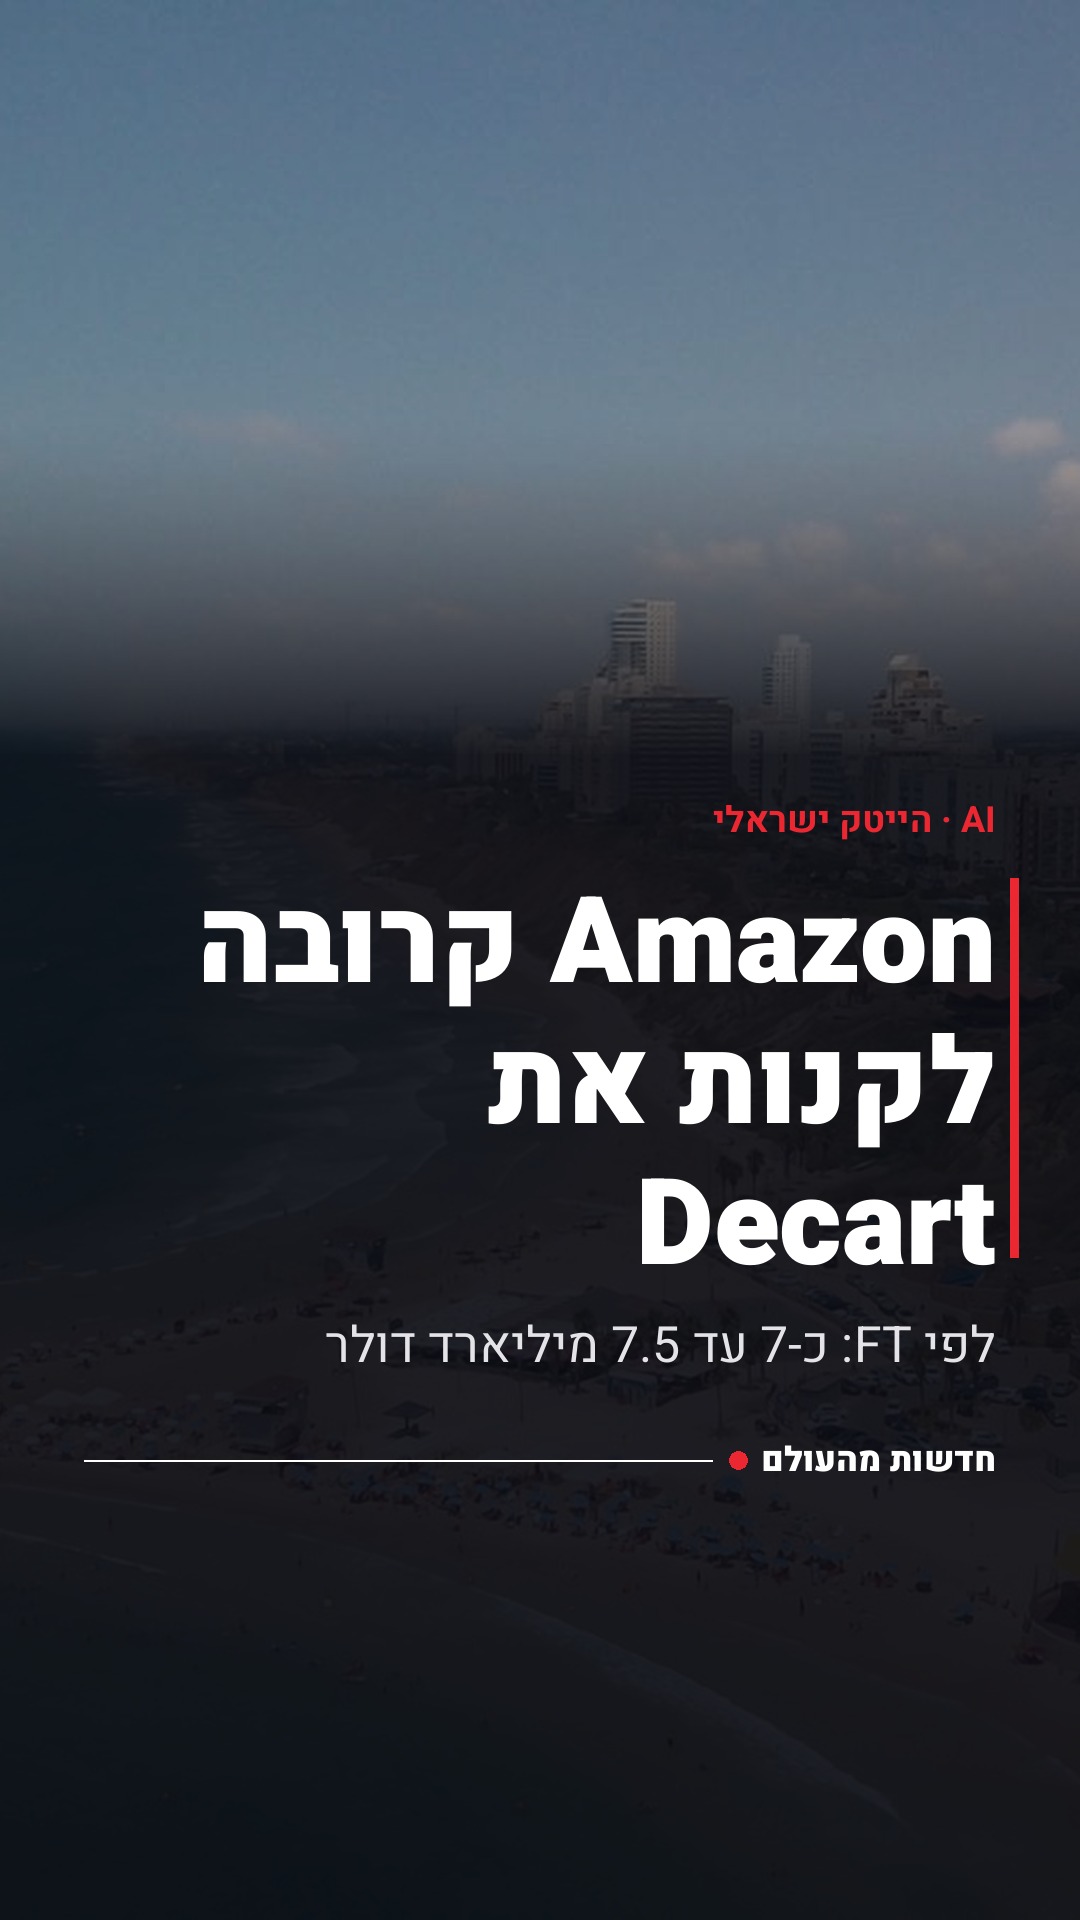 AI · הייטק ישראלי
Amazon קרובה
לקנות את
Decart
לפי FT: כ-7 עד 7.5 מיליארד דולר
חדשות מהעולם